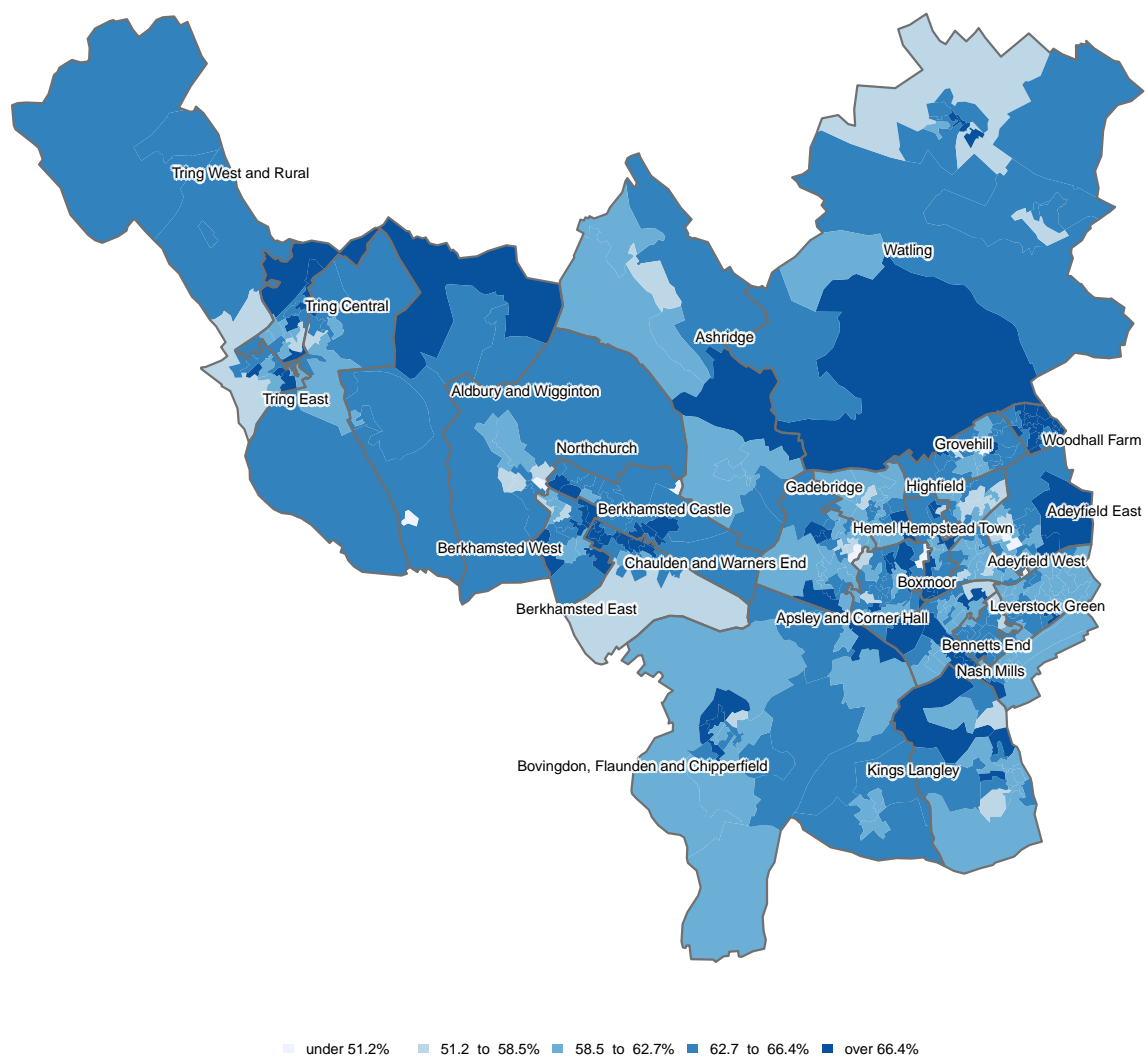 Tring West and Rural
Watling
Tring Central
Ashridge
Aldbury and Wigginton
Tring East
Woodhall Farm
Grovehill
Northchurch
Gadebridge
Highfield
Berkhamsted Castle
Adeyfield East
Hemel Hempstead Town
Berkhamsted West
Chaulden and Warners End
Adeyfield West
Boxmoor
Berkhamsted East
Leverstock Green
Apsley and Corner Hall
Bennetts End
Nash Mills
Bovingdon, Flaunden and Chipperfield
Kings Langley
under 51.2% 51.2 to 58.5% 58.5 to 62.7% 62.7 to 66.4% over 66.4%